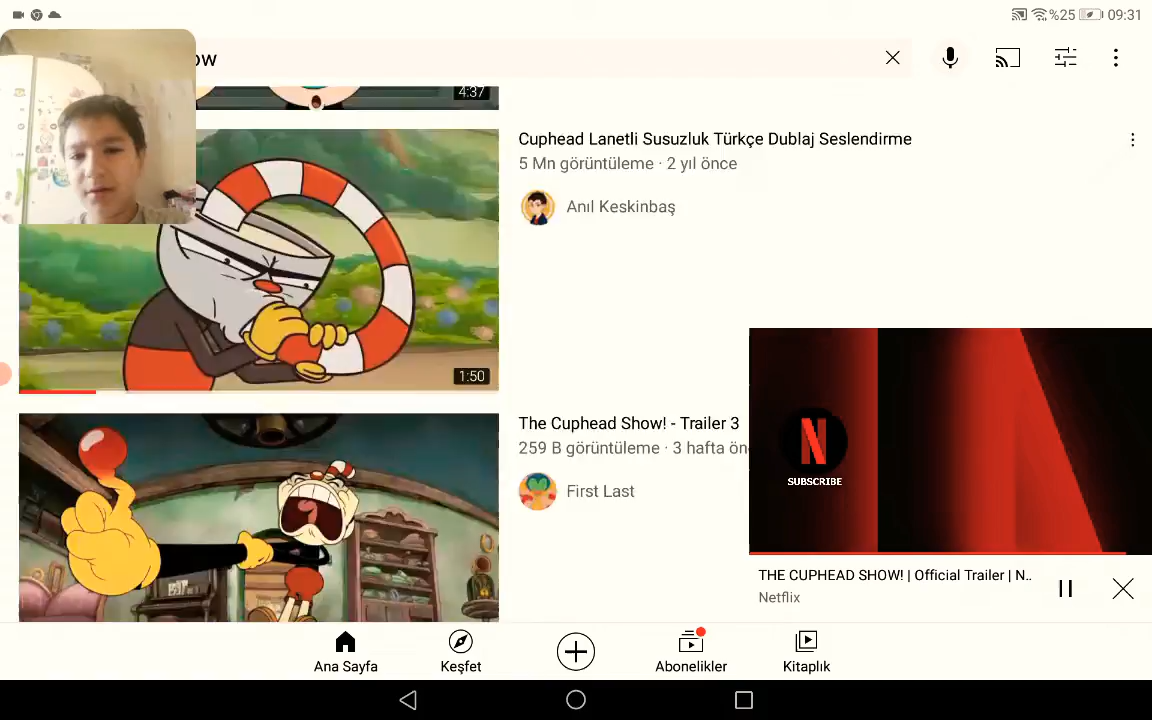 %25 09:31
ow
4:37
Cuphead Lanetli Susuzluk Türkçe Dublaj Seslendirme
5 Mn görüntüleme · 2 yıl önce
Anıl Keskinbaş
1:50
The Cuphead Show! - Trailer 3
259 B görüntüleme · 3 hafta ön
First Last
N
SUBSCRIBE
THE CUPHEAD SHOW! | Official Trailer | N..
Netflix
Ana Sayfa
Keşfet
Abonelikler
Kitaplık